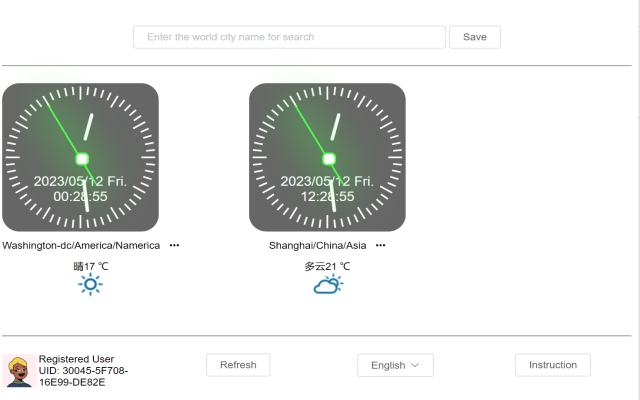 Enter the world city name for search
Save
2023/05/12 Fri.
00:28:55
2023/05/12 Fri.
12:28:55
Washington-dc/America/Namerica •••
Shanghai/China/Asia •••
晴17 ℃
多云21 ℃
Registered User
UID: 30045-5F708-
16E99-DE82E
Refresh
English
Instruction